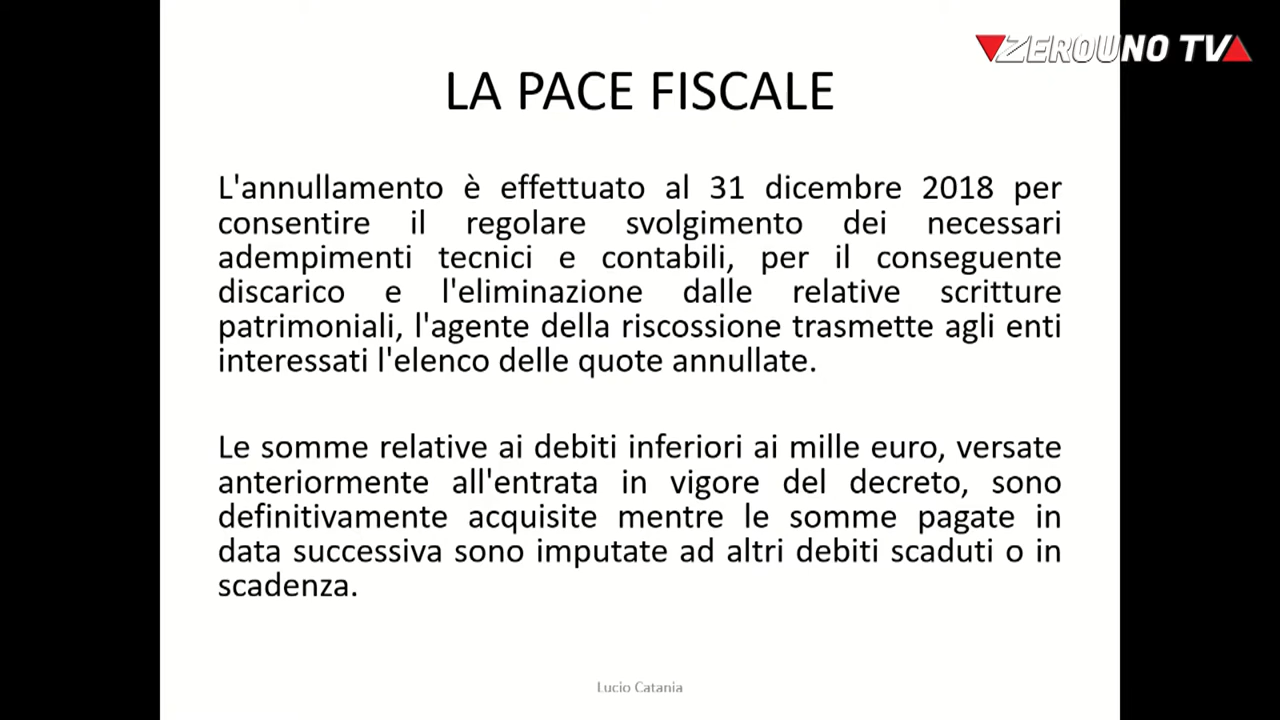 ZEROUNO TV
LA PACE FISCALE
L'annullamento è effettuato al 31 dicembre 2018 per
consentire il regolare svolgimento dei necessari
adempimenti tecnici e contabili, per il conseguente
discarico e l'eliminazione dalle relative scritture
patrimoniali, l'agente della riscossione trasmette agli enti
interessati l'elenco delle quote annullate.
Le somme relative ai debiti inferiori ai mille euro, versate
anteriormente all'entrata in vigore del decreto, sono
definitivamente acquisite mentre le somme pagate in
data successiva sono imputate ad altri debiti scaduti o in
scadenza.
Lucio Catania